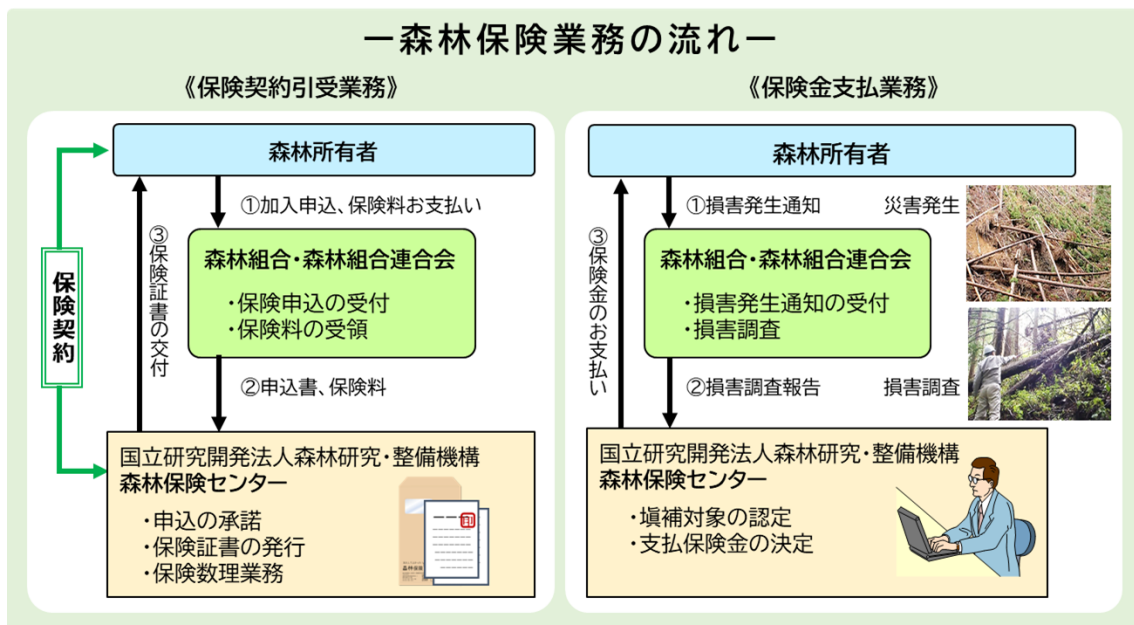 ー森林保険業務の流れー
《保険契約引受業務》
森林所有者
①加入申込、保険料お支払い
森林組合・森林組合連合会
・保険申込の受付
・保険料の受領
②申込書、保険料
③保険証書の交付
保険契約
国立研究開発法人森林研究・整備機構
森林保険センター
・申込の承諾
・保険証書の発行
・保険数理業務
《保険金支払業務》
森林所有者
①損害発生通知
災害発生
森林組合・森林組合連合会
・損害発生通知の受付
・損害調査
②損害調査報告
損害調査
③保険金のお支払い
国立研究開発法人森林研究・整備機構
森林保険センター
・塡補対象の認定
・支払保険金の決定